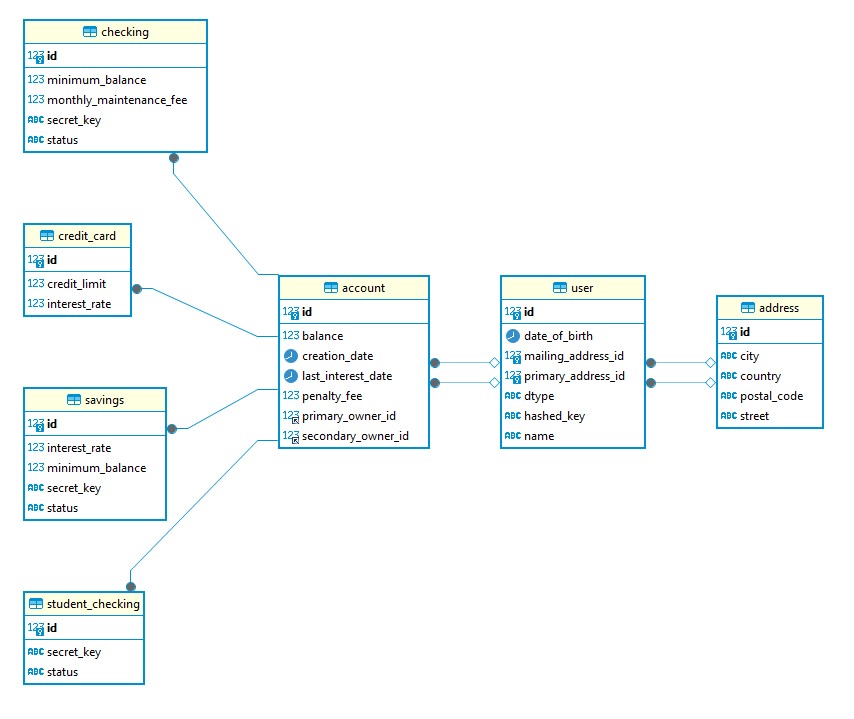 checking
123 id
123 minimum_balance
123 monthly_maintenance_fee
ABC secret_key
ABC status
credit_card
123 id
123 credit_limit
123 interest_rate
savings
123 id
123 interest_rate
123 minimum_balance
ABC secret_key
ABC status
student_checking
123 id
ABC secret_key
ABC status
account
123 id
123 balance
creation_date
last_interest_date
123 penalty_fee
123 primary_owner_id
123 secondary_owner_id
user
123 id
date_of_birth
123 mailing_address_id
123 primary_address_id
ABC dtype
ABC hashed_key
ABC name
address
123 id
ABC city
ABC country
ABC postal_code
ABC street